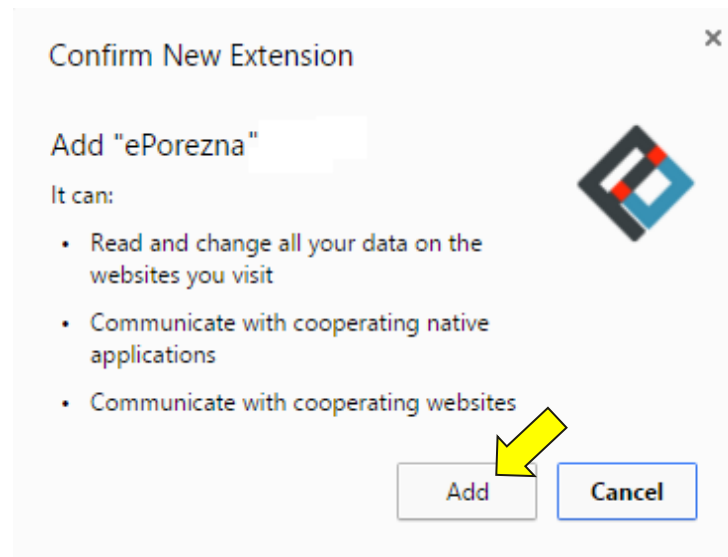 Confirm New Extension
Add "ePorezna"
It can:
• Read and change all your data on the
websites you visit
• Communicate with cooperating native
applications
• Communicate with cooperating websites
Add
Cancel